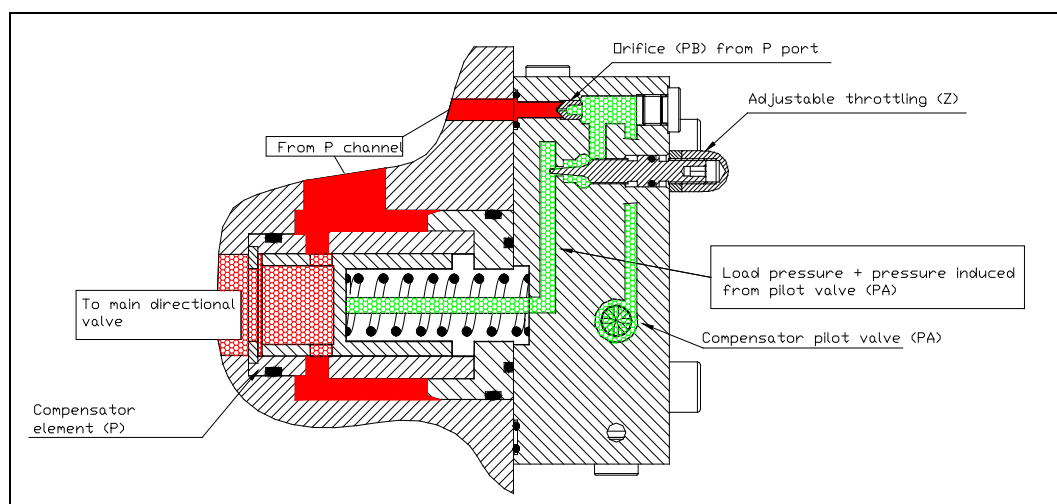 Orifice (PB) from P port
Adjustable throttling (Z)
From P channel
Load pressure + pressure induced
from pilot valve (PA)
To main directional
valve
Compensator pilot valve (PA)
Compensator
element (P)